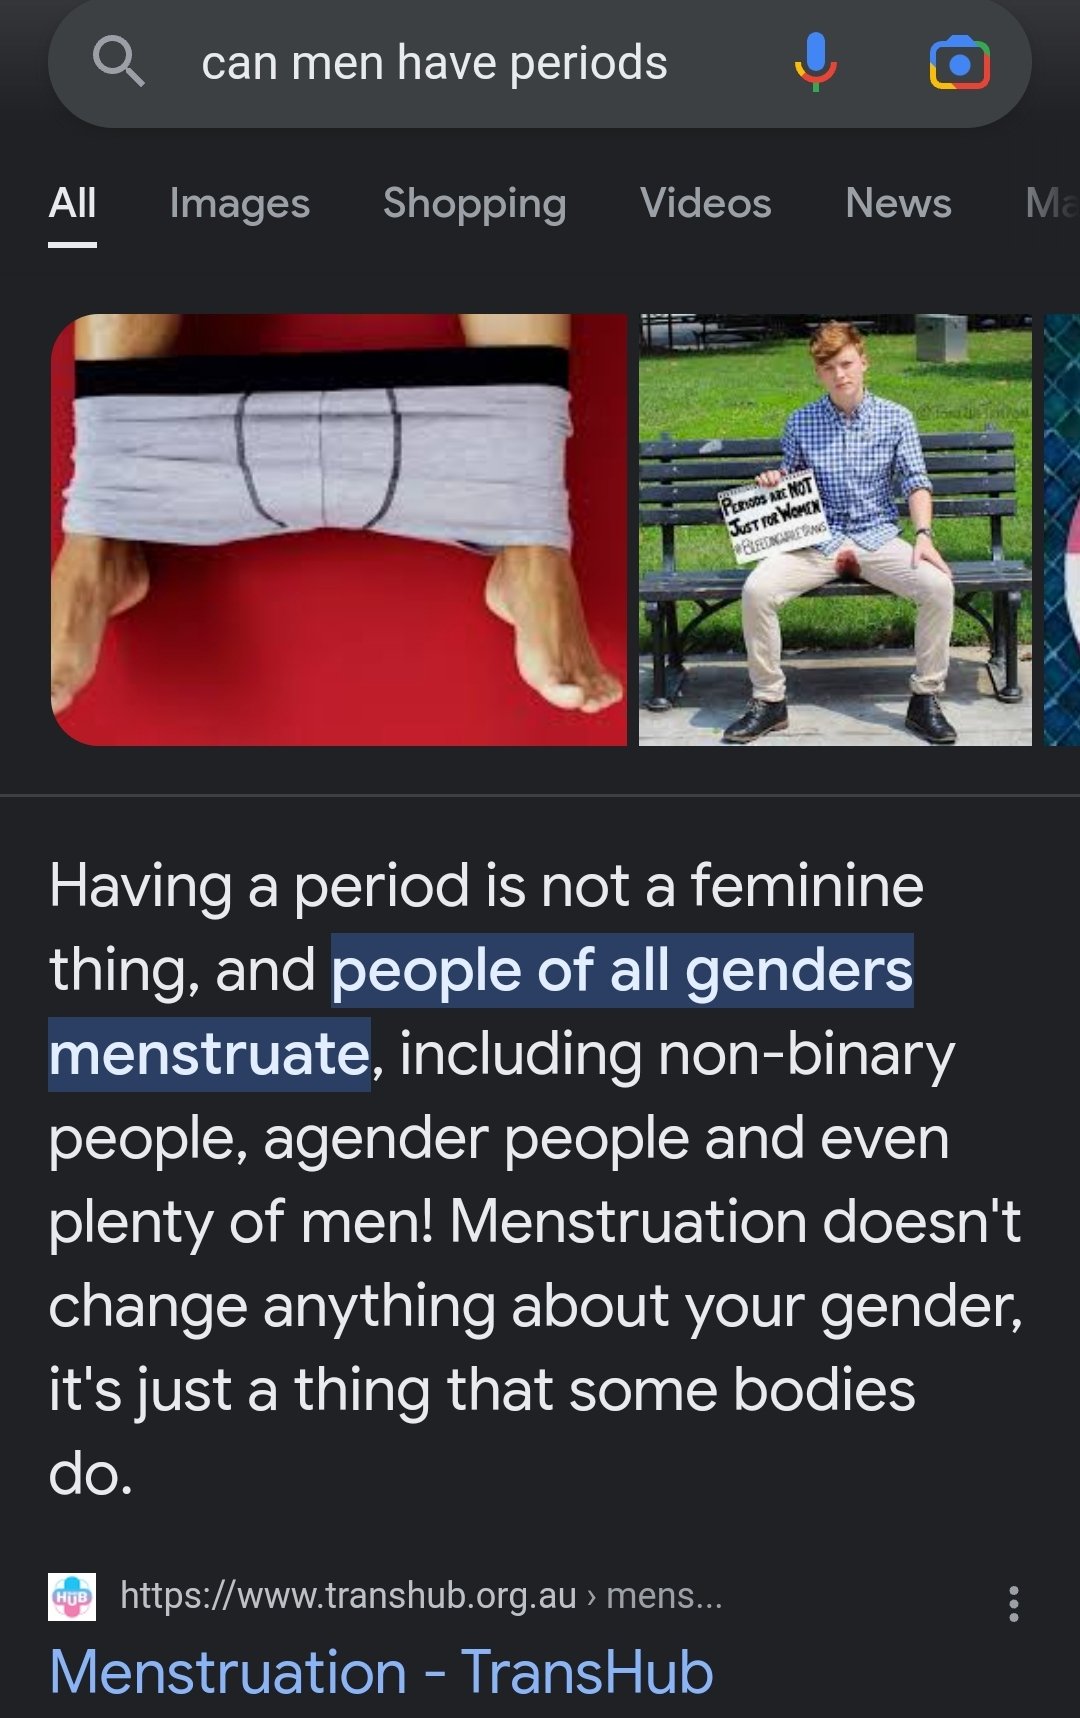 can men have periods
All Images Shopping Videos News Ma
PERIODS ARE NOT
JUST FOR WOMEN
#BLEEDINGWHILETRANS
Having a period is not a feminine
thing, and people of all genders
menstruate, including non-binary
people, agender people and even
plenty of men! Menstruation doesn't
change anything about your gender,
it's just a thing that some bodies
do.
HUB
https://www.transhub.org.au › mens...
Menstruation - TransHub